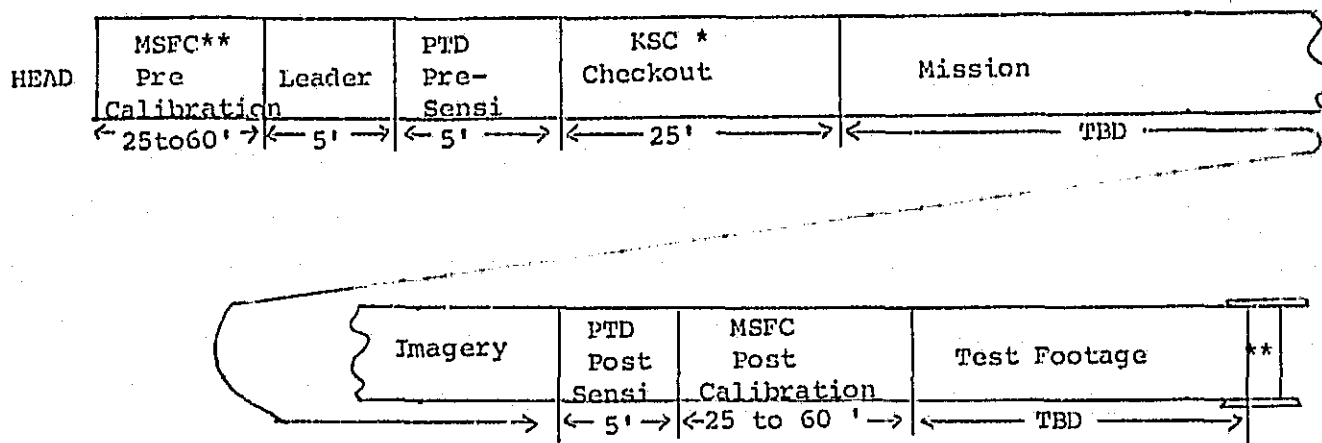 HEAD
MSFC**
Pre
Calibration
Leader
PTD
Pre-
Sensi
KSC *
Checkout
Mission
25to60'
5'
5'
25'
TBD
Imagery
PTD
Post
Sensi
MSFC
Post
Calibration
Test Footage
**
5'
25 to 60 '
TBD